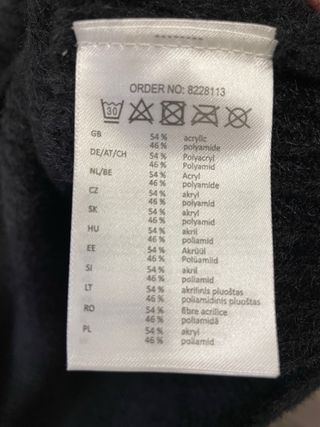 ORDER NO: 8228113
30
GB 54 % acrylic
46 % polyamide
DE/AT/CH 54 % Polyacryl
46 % Polyamid
NL/BE 54 % Acryl
46 % polyamide
CZ 54 % akryl
46 % polyamid
SK 54 % akryl
46 % polyamid
HU 54 % akril
46 % poliamid
EE 54 % Akrüül
46 % Polüamiid
SI 54 % akril
46 % poliamid
LT 54 % akrilinis pluoštas
46 % poliamidinis pluoštas
RO 54 % fibre acrilice
46 % poliamidă
PL 54 % akryl
46 % poliamid